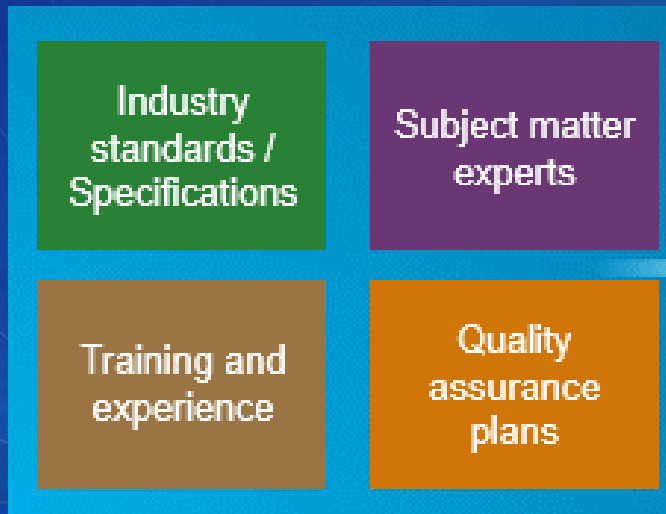 Industry
standards /
Specifications
Subject matter
experts
Training and
experience
Quality
assurance
plans